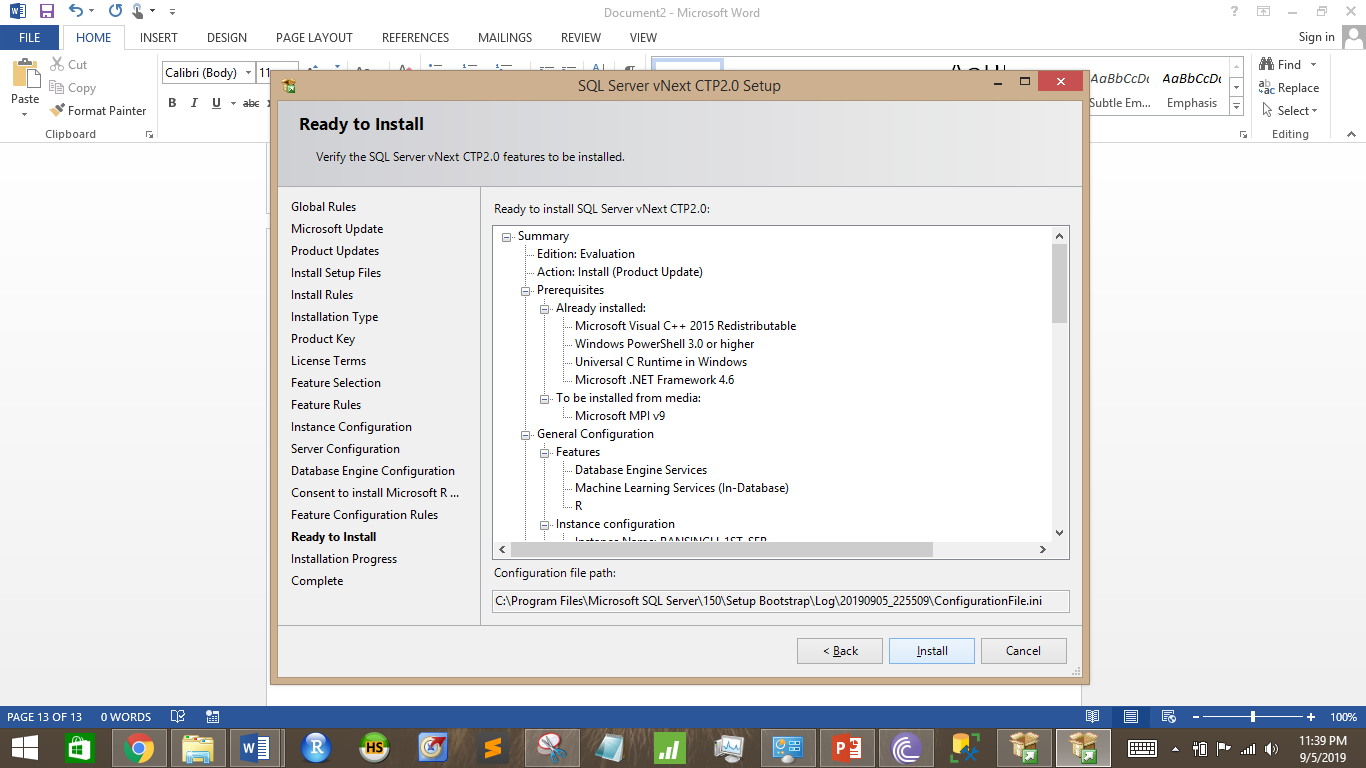 Document2 - Microsoft Word
FILE HOME INSERT DESIGN PAGE LAYOUT REFERENCES MAILINGS REVIEW VIEW Sign in
Paste
Cut
Copy
Format Painter
Clipboard
Calibri (Body) 11
B I U abc
AaBbCcDc AaBbCcDc
Subtle Em... Emphasis
Find
Replace
Select
Editing
SQL Server vNext CTP2.0 Setup
Ready to Install
Verify the SQL Server vNext CTP2.0 features to be installed.
Global Rules
Microsoft Update
Product Updates
Install Setup Files
Install Rules
Installation Type
Product Key
License Terms
Feature Selection
Feature Rules
Instance Configuration
Server Configuration
Database Engine Configuration
Consent to install Microsoft R ...
Feature Configuration Rules
Ready to Install
Installation Progress
Complete
Ready to install SQL Server vNext CTP2.0:
Summary
Edition: Evaluation
Action: Install (Product Update)
Prerequisites
Already installed:
Microsoft Visual C++ 2015 Redistributable
Windows PowerShell 3.0 or higher
Universal C Runtime in Windows
Microsoft .NET Framework 4.6
To be installed from media:
Microsoft MPI v9
General Configuration
Features
Database Engine Services
Machine Learning Services (In-Database)
R
Instance configuration
Instance Name:
Configuration file path:
C:\Program Files\Microsoft SQL Server\150\Setup Bootstrap\Log\20190905_225509\ConfigurationFile.ini
< Back Install Cancel
PAGE 13 OF 13 0 WORDS 100%
R HS
11:39 PM
9/5/2019